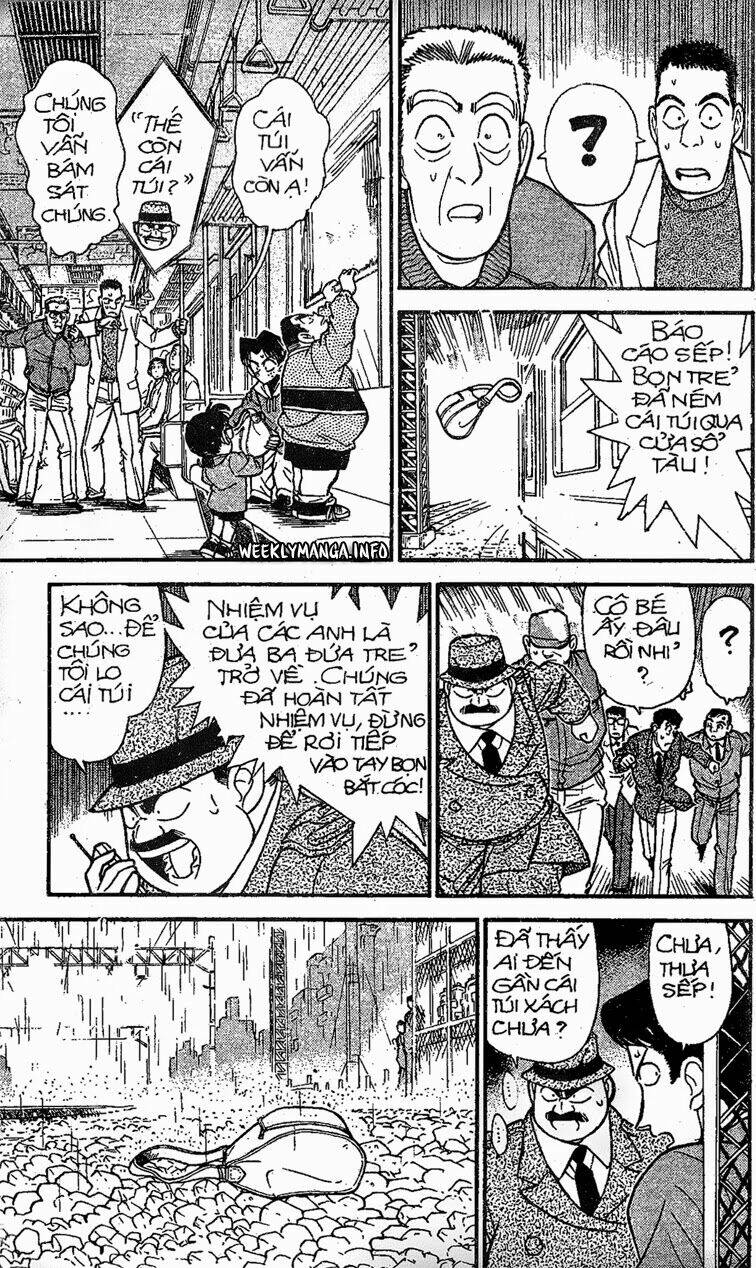 CHÚNG
TÔI
VẪN
BÁM
SÁT
CHÚNG.
"THẾ
CÒN
CÁI
TÚI?"
CÁI
TÚI
VẪN
CÒN Ạ!
WEEKLYMANGA.INFO
?
BÁO
CÁO SẾP!
BỌN TRẺ
ĐÃ NÉM
CÁI TÚI QUA
CỬA SỔ
TÀU!
KHÔNG
SAO...ĐỂ
CHÚNG
TÔI LO
CÁI TÚI
....
NHIỆM VỤ
CỦA CÁC ANH LÀ
ĐƯA BA ĐỨA TRẺ
TRỞ VỀ. CHÚNG
ĐÃ HOÀN TẤT
NHIỆM VỤ, ĐỪNG
ĐỂ RƠI TIẾP
VÀO TAY BỌN
BẮT CÓC!
CÔ BÉ
ẤY ĐÂU
RỒI NHỈ
?
?
ĐÃ THẤY
AI ĐẾN
GẦN CÁI
TÚI XÁCH
CHƯA?
CHƯA,
THƯA
SẾP!
...
...